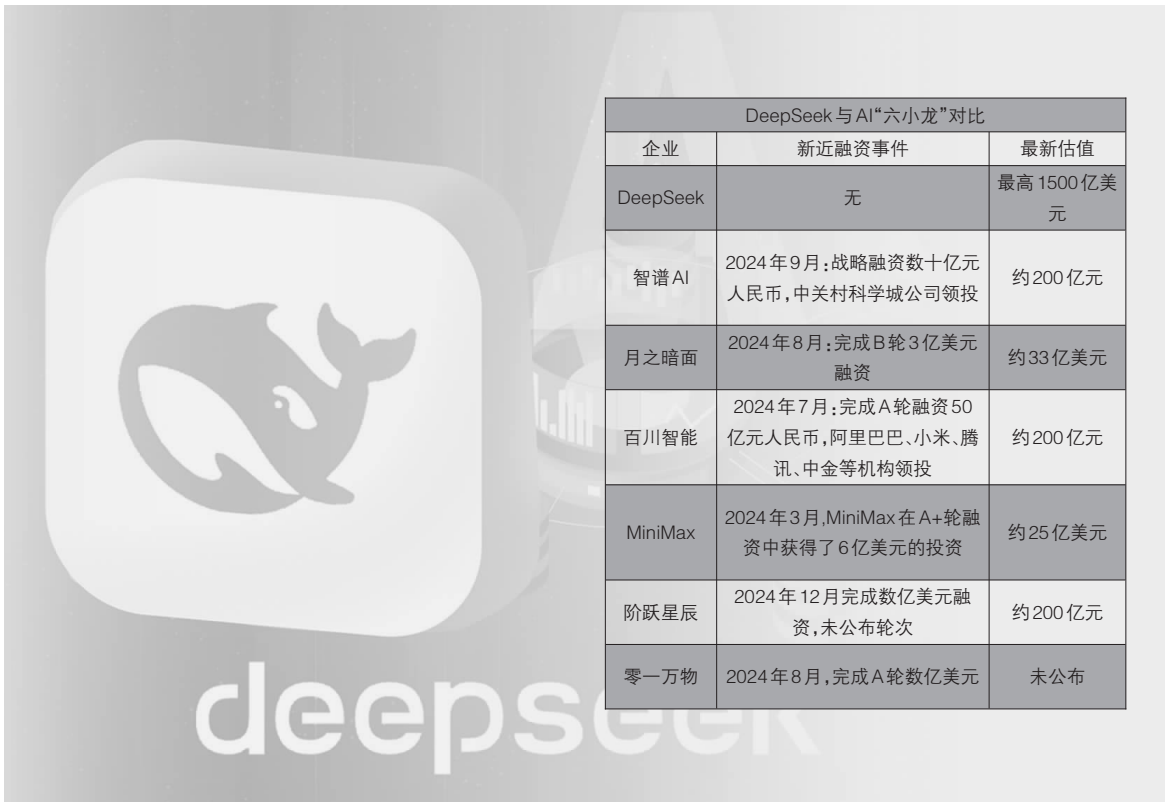 DeepSeek与AI“六小龙”对比
企业 新近融资事件 最新估值
DeepSeek 无 最高1500亿美
元
智谱AI 2024年9月：战略融资数十亿元 约200亿元
人民币，中关村科学城公司领投
月之暗面 2024年8月：完成B轮3亿美元 约33亿美元
融资
百川智能 2024年7月：完成A轮融资50 约200亿元
亿元人民币，阿里巴巴、小米、腾
讯、中金等机构领投
MiniMax 2024年3月,MiniMax在A+轮融 约25亿美元
资中获得了6亿美元的投资
阶跃星辰 2024年12月完成数亿美元融 约200亿元
资，未公布轮次
零一万物 2024年8月，完成A轮数亿美元 未公布
deepseek